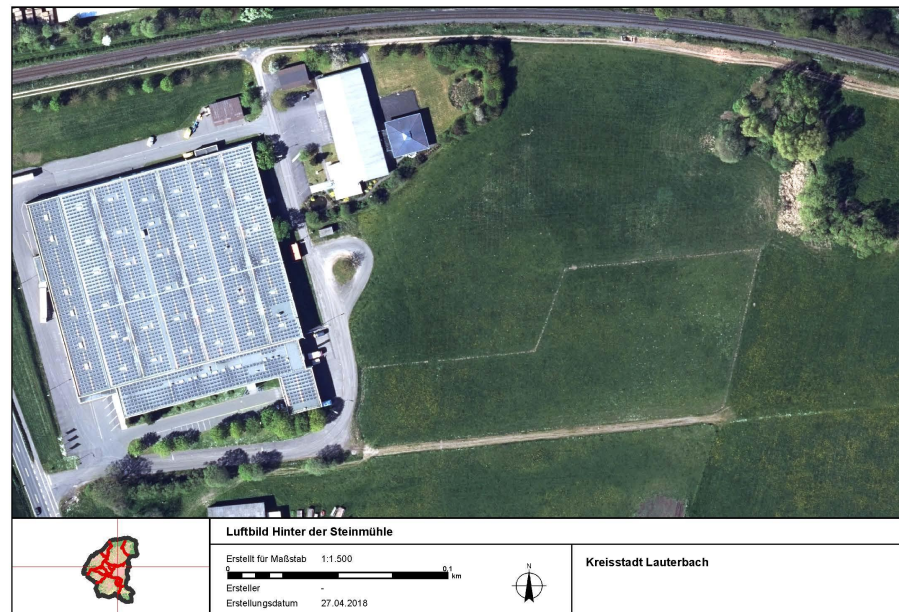 Luftbild Hinter der Steinmühle
Erstellt für Maßstab 1:1.500
0 0,1
km
Ersteller -
Erstellungsdatum 27.04.2018
N
Kreisstadt Lauterbach